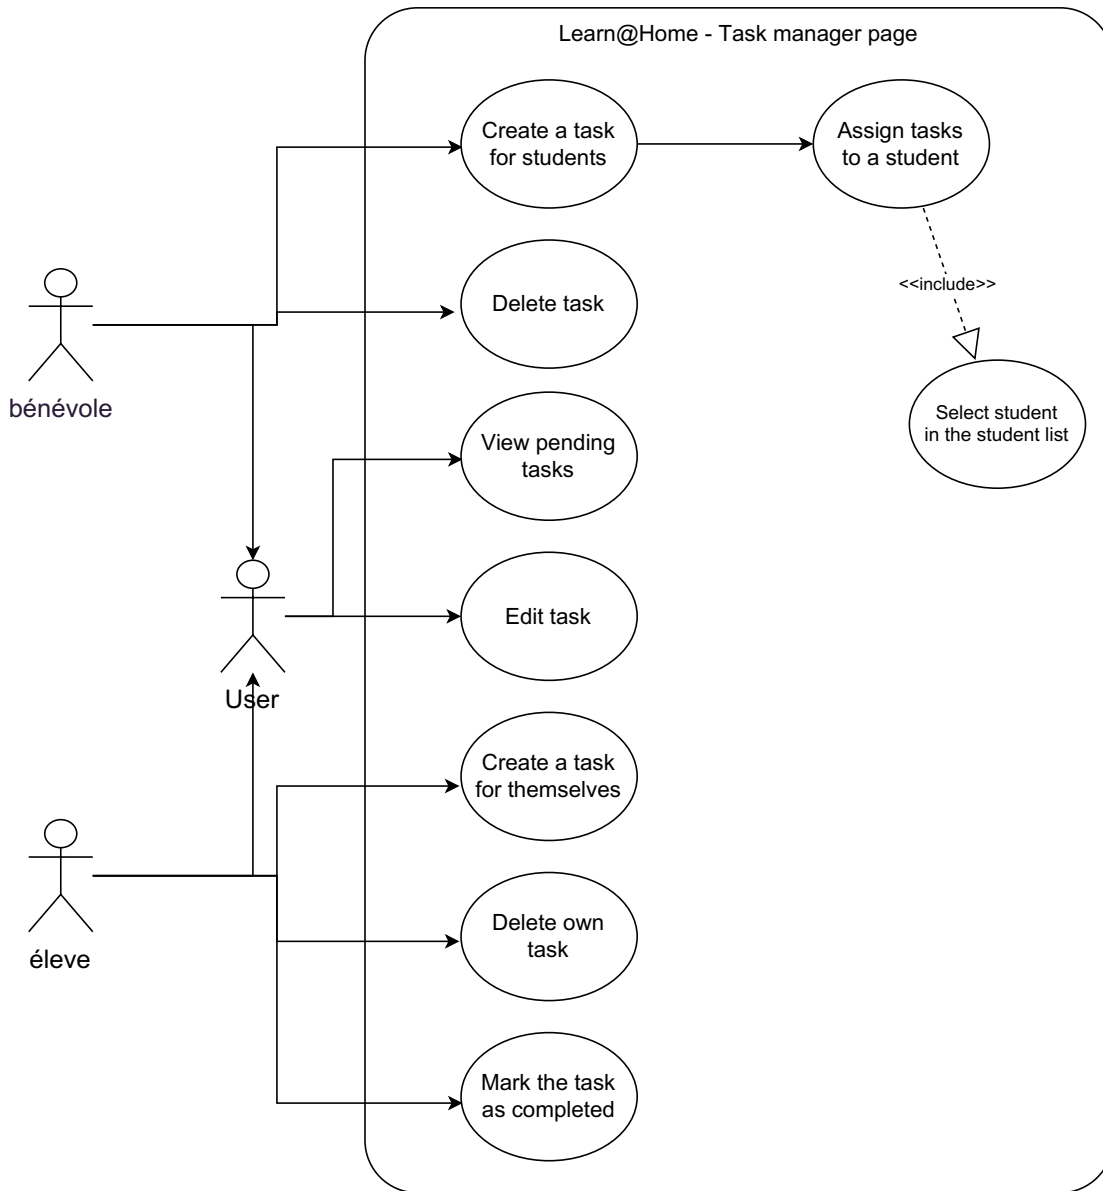 Learn@Home - Task manager page
Create a task
for students
Assign tasks
to a student
Delete task
<<include>>
bénévole
Select student
in the student list
View pending
tasks
Edit task
User
Create a task
for themselves
Delete own
task
éleve
Mark the task
as completed